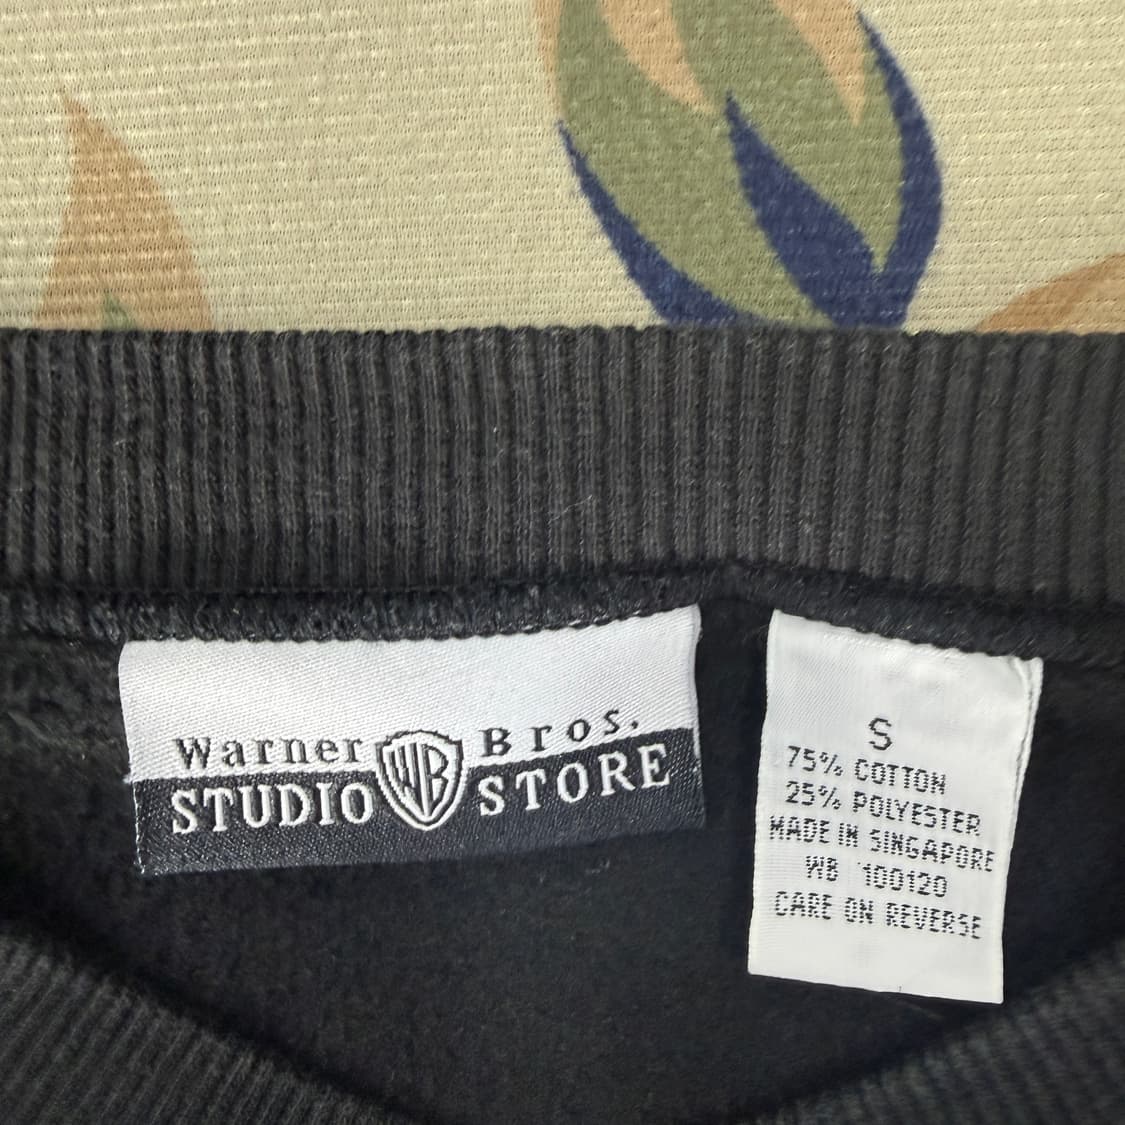 Warner Bros.
STUDIO WB STORE
S
75% COTTON
25% POLYESTER
MADE IN SINGAPORE
WB 100120
CARE ON REVERSE